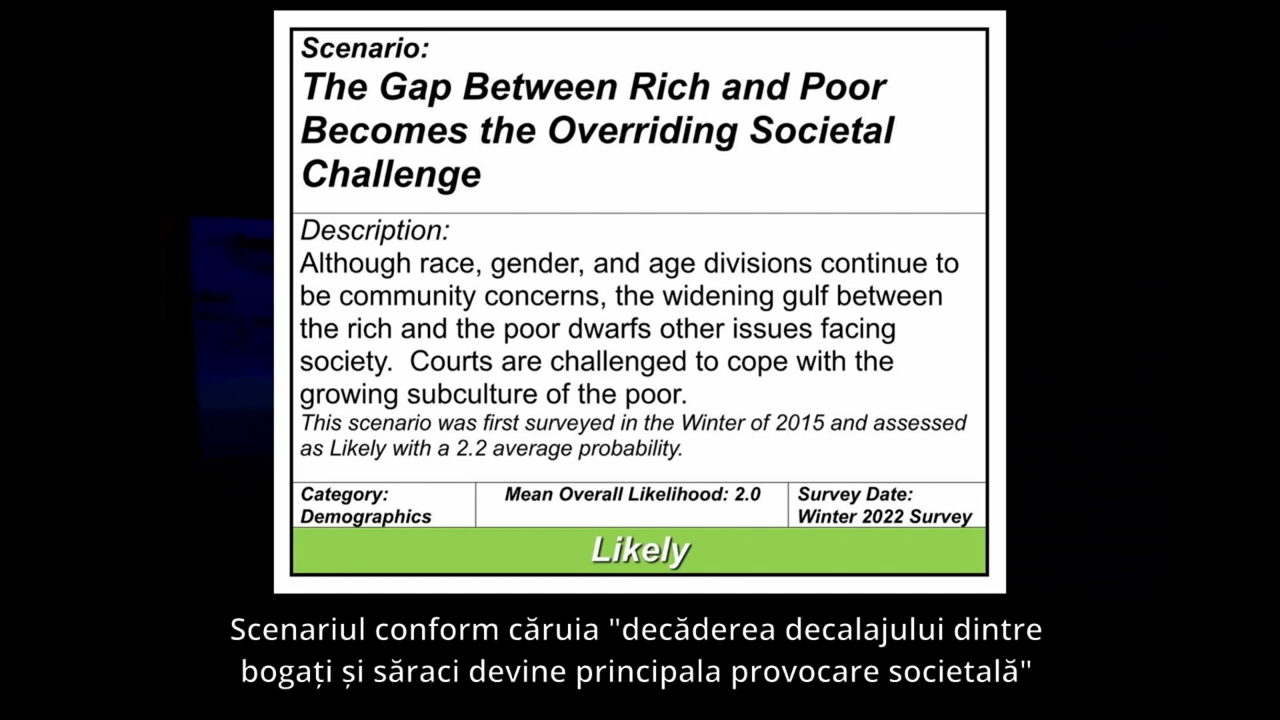 Scenario:
The Gap Between Rich and Poor
Becomes the Overriding Societal
Challenge
Description:
Although race, gender, and age divisions continue to
be community concerns, the widening gulf between
the rich and the poor dwarfs other issues facing
society.  Courts are challenged to cope with the
growing subculture of the poor.
This scenario was first surveyed in the Winter of 2015 and assessed
as Likely with a 2.2 average probability.
Category:
Demographics
Mean Overall Likelihood: 2.0
Survey Date:
Winter 2022 Survey
Likely
Scenariul conform căruia "decăderea decalajului dintre
bogați și săraci devine principala provocare societală"